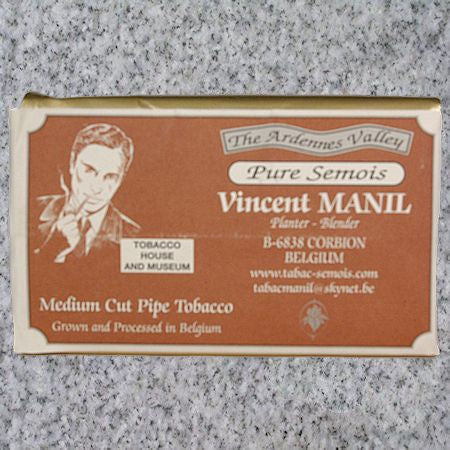 The Ardennes Valley
Pure Semois
Vincent MANIL
Planter - Blender
B-6838 CORBION
BELGIUM
www.tabac-semois.com
tabacmanil@skynet.be
TOBACCO
HOUSE
AND MUSEUM
Medium Cut Pipe Tobacco
Grown and Processed in Belgium